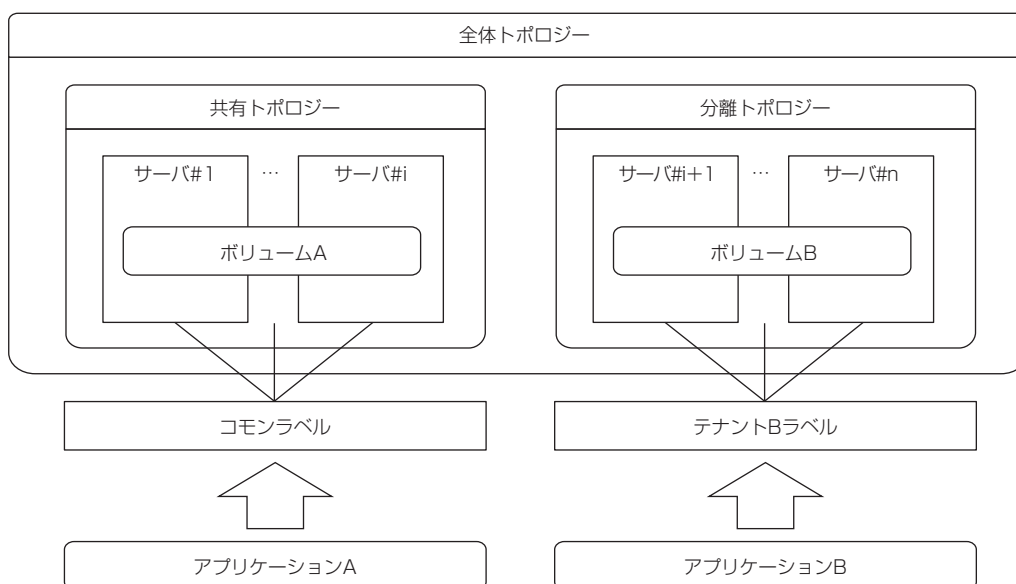 全体トポロジー
共有トポロジー
分離トポロジー
サーバ#1 … サーバ#i
サーバ#i+1 … サーバ#n
ボリュームA
ボリュームB
コモンラベル
テナントBラベル
アプリケーションA
アプリケーションB